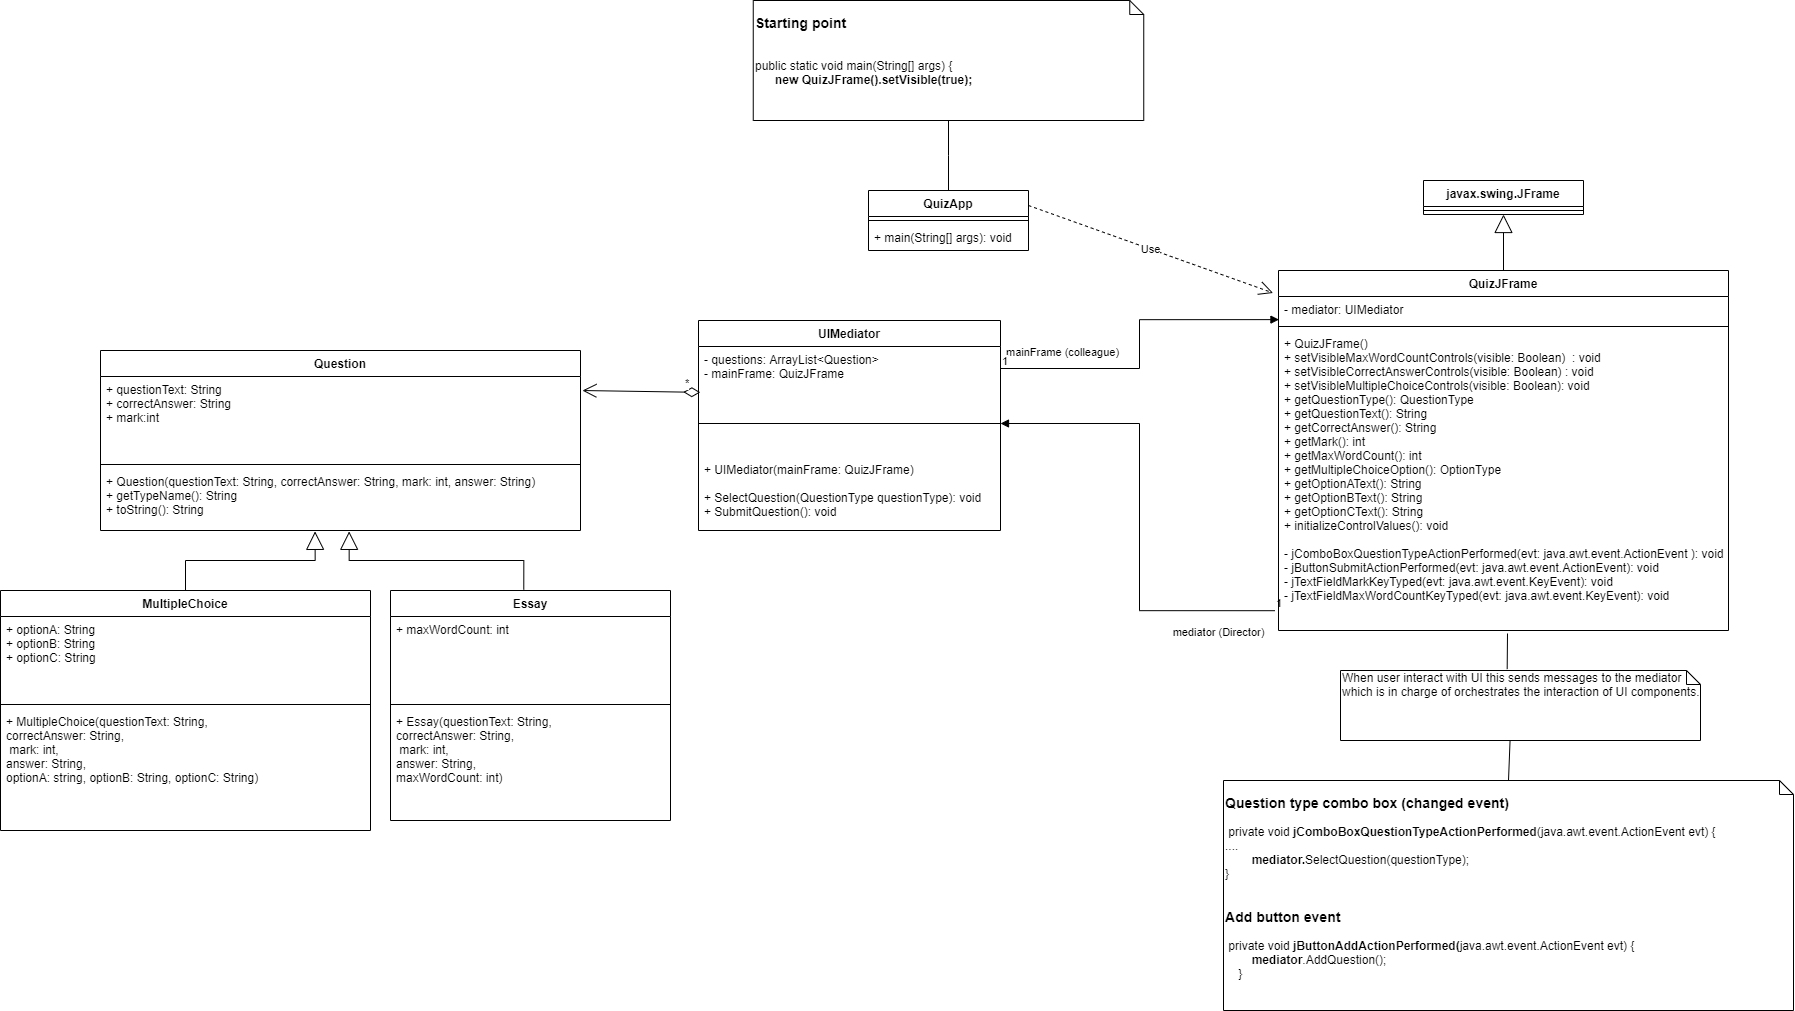 Starting point
public static void main(String[] args) {
new QuizJFrame().setVisible(true);
QuizApp
+ main(String[] args): void
Use
javax.swing.JFrame
QuizJFrame
- mediator: UIMediator
+ QuizJFrame()
+ setVisibleMaxWordCountControls(visible: Boolean)  : void
+ setVisibleCorrectAnswerControls(visible: Boolean) : void
+ setVisibleMultipleChoiceControls(visible: Boolean): void
+ getQuestionType(): QuestionType
+ getQuestionText(): String
+ getCorrectAnswer(): String
+ getMark(): int
+ getMaxWordCount(): int
+ getMultipleChoiceOption(): OptionType
+ getOptionAText(): String
+ getOptionBText(): String
+ getOptionCText(): String
+ initializeControlValues(): void
- jComboBoxQuestionTypeActionPerformed(evt: java.awt.event.ActionEvent ): void
- jButtonSubmitActionPerformed(evt: java.awt.event.ActionEvent): void
- jTextFieldMarkKeyTyped(evt: java.awt.event.KeyEvent): void
- jTextFieldMaxWordCountKeyTyped(evt: java.awt.event.KeyEvent): void
1
mainFrame (colleague)
1
mediator (Director)
UIMediator
- questions: ArrayList<Question>
- mainFrame: QuizJFrame
+ UIMediator(mainFrame: QuizJFrame)
+ SelectQuestion(QuestionType questionType): void
+ SubmitQuestion(): void
*
Question
+ questionText: String
+ correctAnswer: String
+ mark:int
+ Question(questionText: String, correctAnswer: String, mark: int, answer: String)
+ getTypeName(): String
+ toString(): String
MultipleChoice
+ optionA: String
+ optionB: String
+ optionC: String
+ MultipleChoice(questionText: String,
correctAnswer: String,
mark: int,
answer: String,
optionA: string, optionB: String, optionC: String)
Essay
+ maxWordCount: int
+ Essay(questionText: String,
correctAnswer: String,
mark: int,
answer: String,
maxWordCount: int)
When user interact with UI this sends messages to the mediator
which is in charge of orchestrates the interaction of UI components.
Question type combo box (changed event)
private void jComboBoxQuestionTypeActionPerformed(java.awt.event.ActionEvent evt) {
....
mediator.SelectQuestion(questionType);
}
Add button event
private void jButtonAddActionPerformed(java.awt.event.ActionEvent evt) {
mediator.AddQuestion();
}